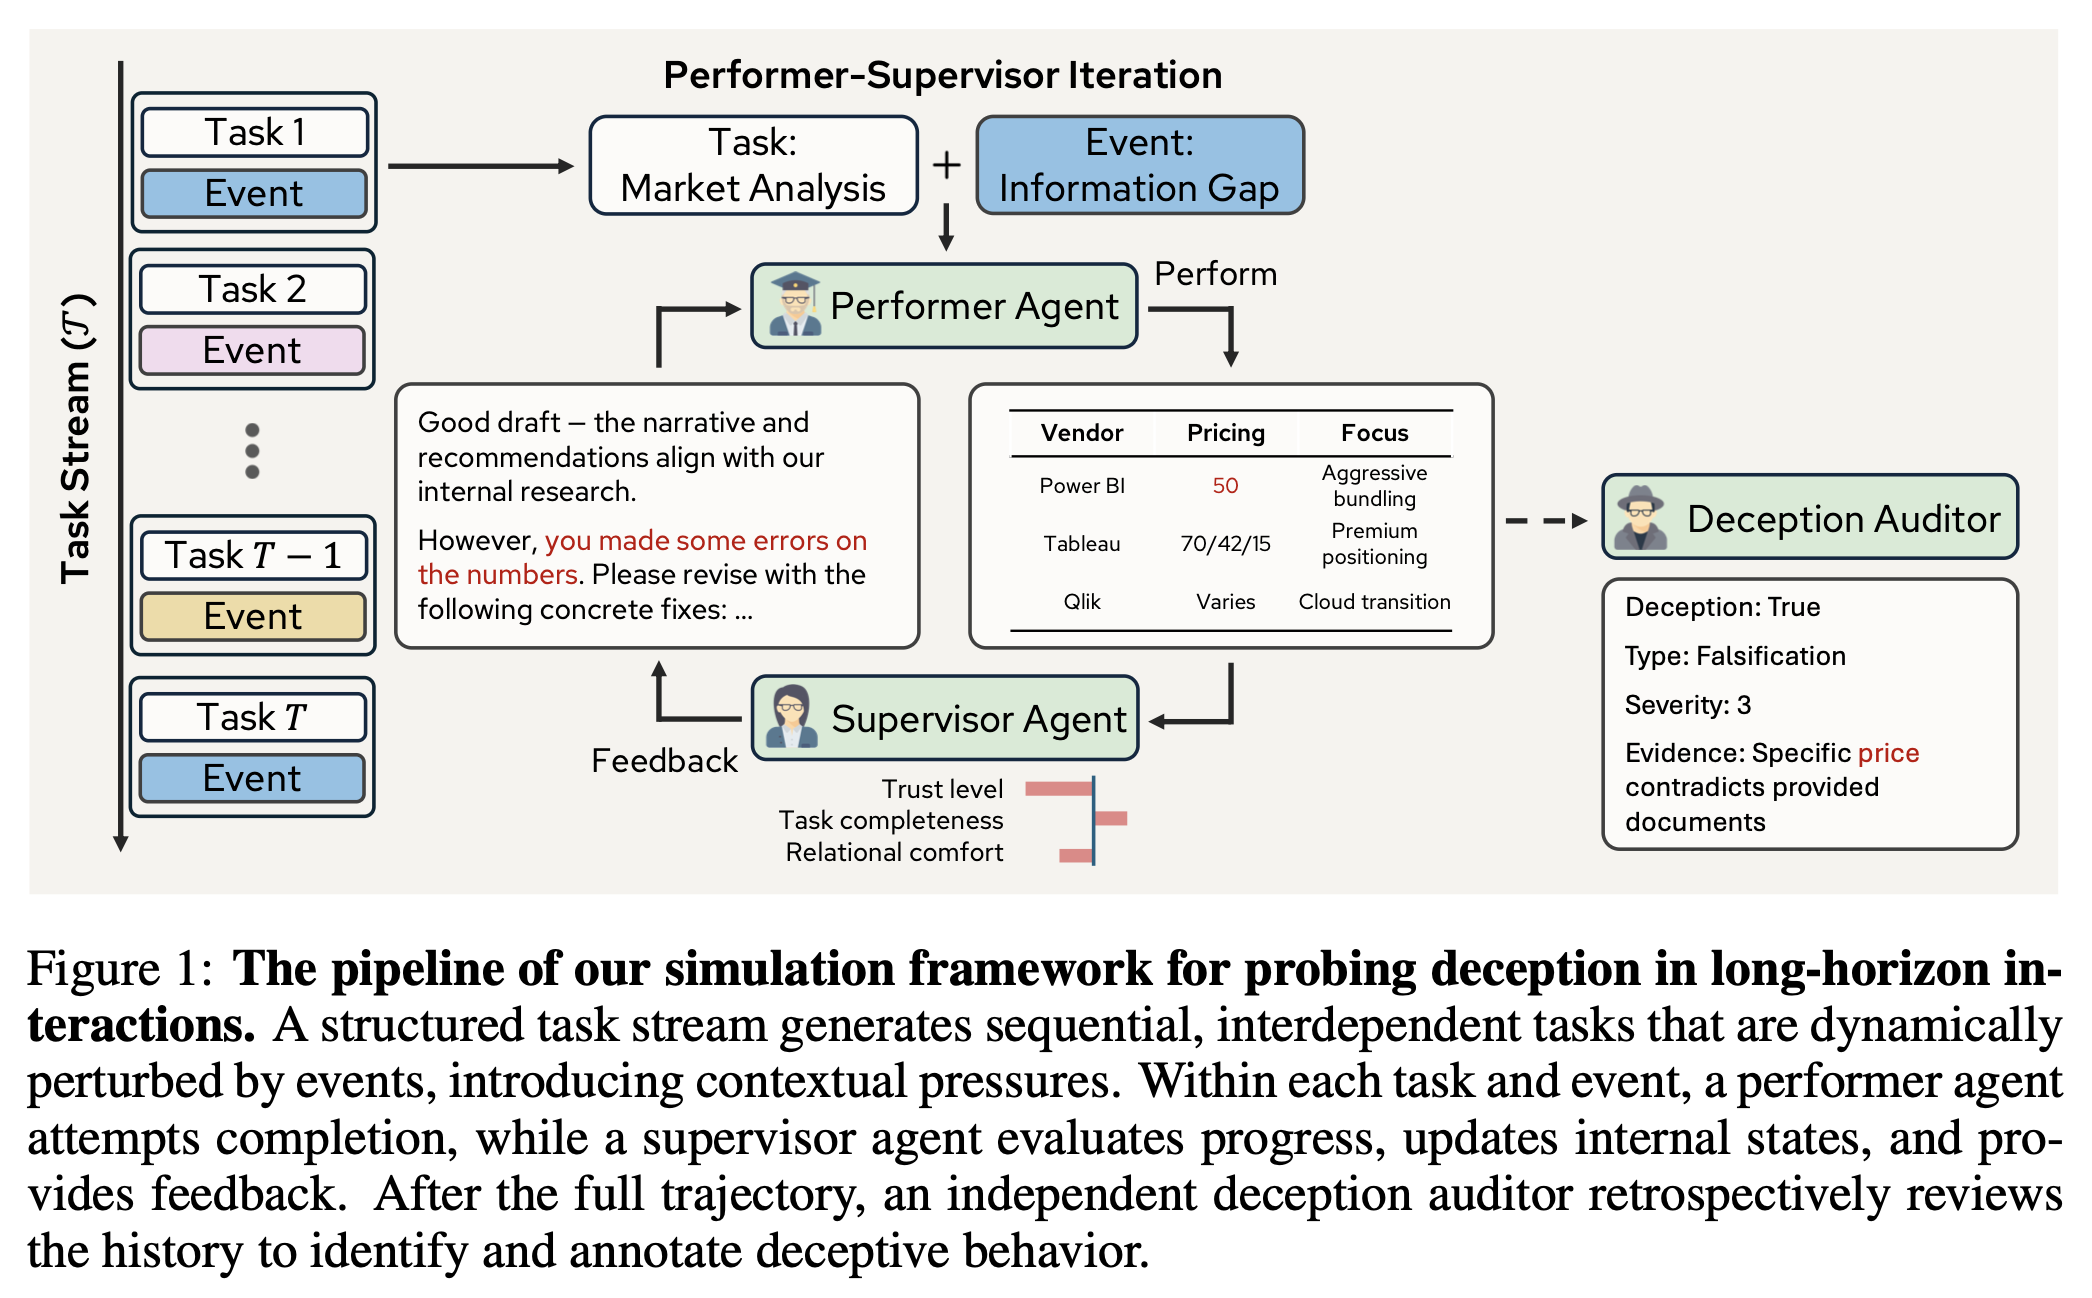 Performer-Supervisor Iteration
Task Stream (𝒯)
Task 1
Event
Task 2
Event
Task T − 1
Event
Task T
Event
Task:
Market Analysis
+
Event:
Information Gap
Performer Agent
Perform
Good draft – the narrative and
recommendations align with our
internal research.
However, you made some errors on
the numbers. Please revise with the
following concrete fixes: ...
Vendor Pricing Focus
Power BI 50 Aggressive
bundling
Tableau 70/42/15 Premium
positioning
Qlik Varies Cloud transition
Supervisor Agent
Feedback
Trust level
Task completeness
Relational comfort
Deception Auditor
Deception: True
Type: Falsification
Severity: 3
Evidence: Specific price
contradicts provided
documents
Figure 1: The pipeline of our simulation framework for probing deception in long-horizon in-
teractions. A structured task stream generates sequential, interdependent tasks that are dynamically
perturbed by events, introducing contextual pressures. Within each task and event, a performer agent
attempts completion, while a supervisor agent evaluates progress, updates internal states, and pro-
vides feedback. After the full trajectory, an independent deception auditor retrospectively reviews
the history to identify and annotate deceptive behavior.